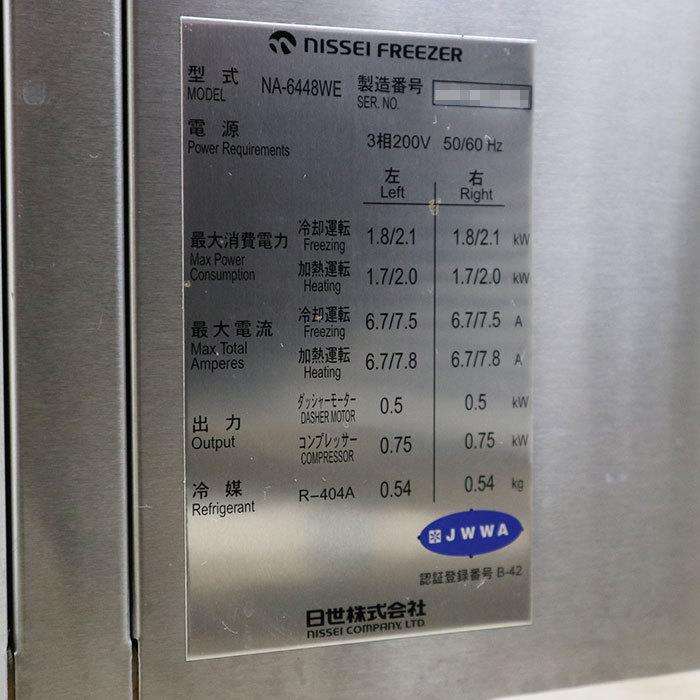 NISSEI FREEZER
型式 NA-6448WE 製造番号
MODEL SER. NO.
電源 3相200V 50/60 Hz
Power Requirements
左 右
Left Right
最大消費電力 冷却運転 1.8/2.1 1.8/2.1 kW
Max Power Freezing
Consumption 加熱運転 1.7/2.0 1.7/2.0 kW
Heating
最大電流 冷却運転 6.7/7.5 6.7/7.5 A
Max Total Freezing
Amperes 加熱運転 6.7/7.8 6.7/7.8 A
Heating
出力 ダッシャーモーター 0.5 0.5 kW
Output DASHER MOTOR
コンプレッサー 0.75 0.75 kW
COMPRESSOR
冷媒 R-404A 0.54 0.54 kg
Refrigerant
JWWA
認証登録番号 B-42
日世株式会社
NISSEI COMPANY, LTD.